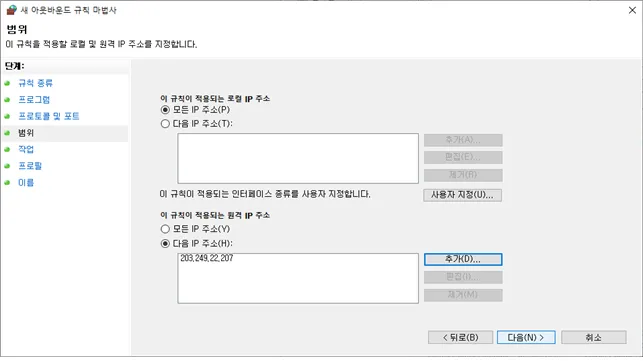 새 아웃바운드 규칙 마법사
범위
이 규칙을 적용할 로컬 및 원격 IP 주소를 지정합니다.
단계:
규칙 종류
프로그램
프로토콜 및 포트
범위
작업
프로필
이름
이 규칙이 적용되는 로컬 IP 주소
모든 IP 주소(P)
다음 IP 주소(T):
추가(A)...
편집(E)...
제거(R)
이 규칙이 적용되는 인터페이스 종류를 사용자 지정합니다.
사용자 지정(U)...
이 규칙이 적용되는 원격 IP 주소
모든 IP 주소(Y)
다음 IP 주소(H):
203.249.22.207
추가(D)...
편집(I)...
제거(M)
< 뒤로(B)
다음(N) >
취소